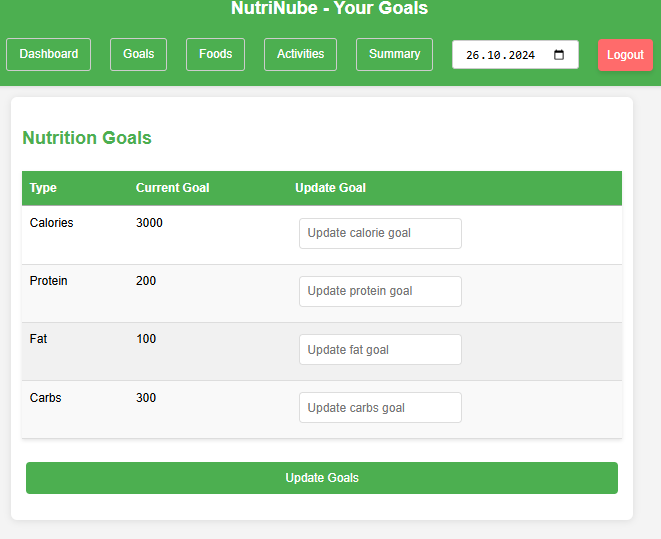 NutriNube - Your Goals
Dashboard Goals Foods Activities Summary 26.10.2024 Logout
Nutrition Goals
Type Current Goal Update Goal
Calories 3000 Update calorie goal
Protein 200 Update protein goal
Fat 100 Update fat goal
Carbs 300 Update carbs goal
Update Goals